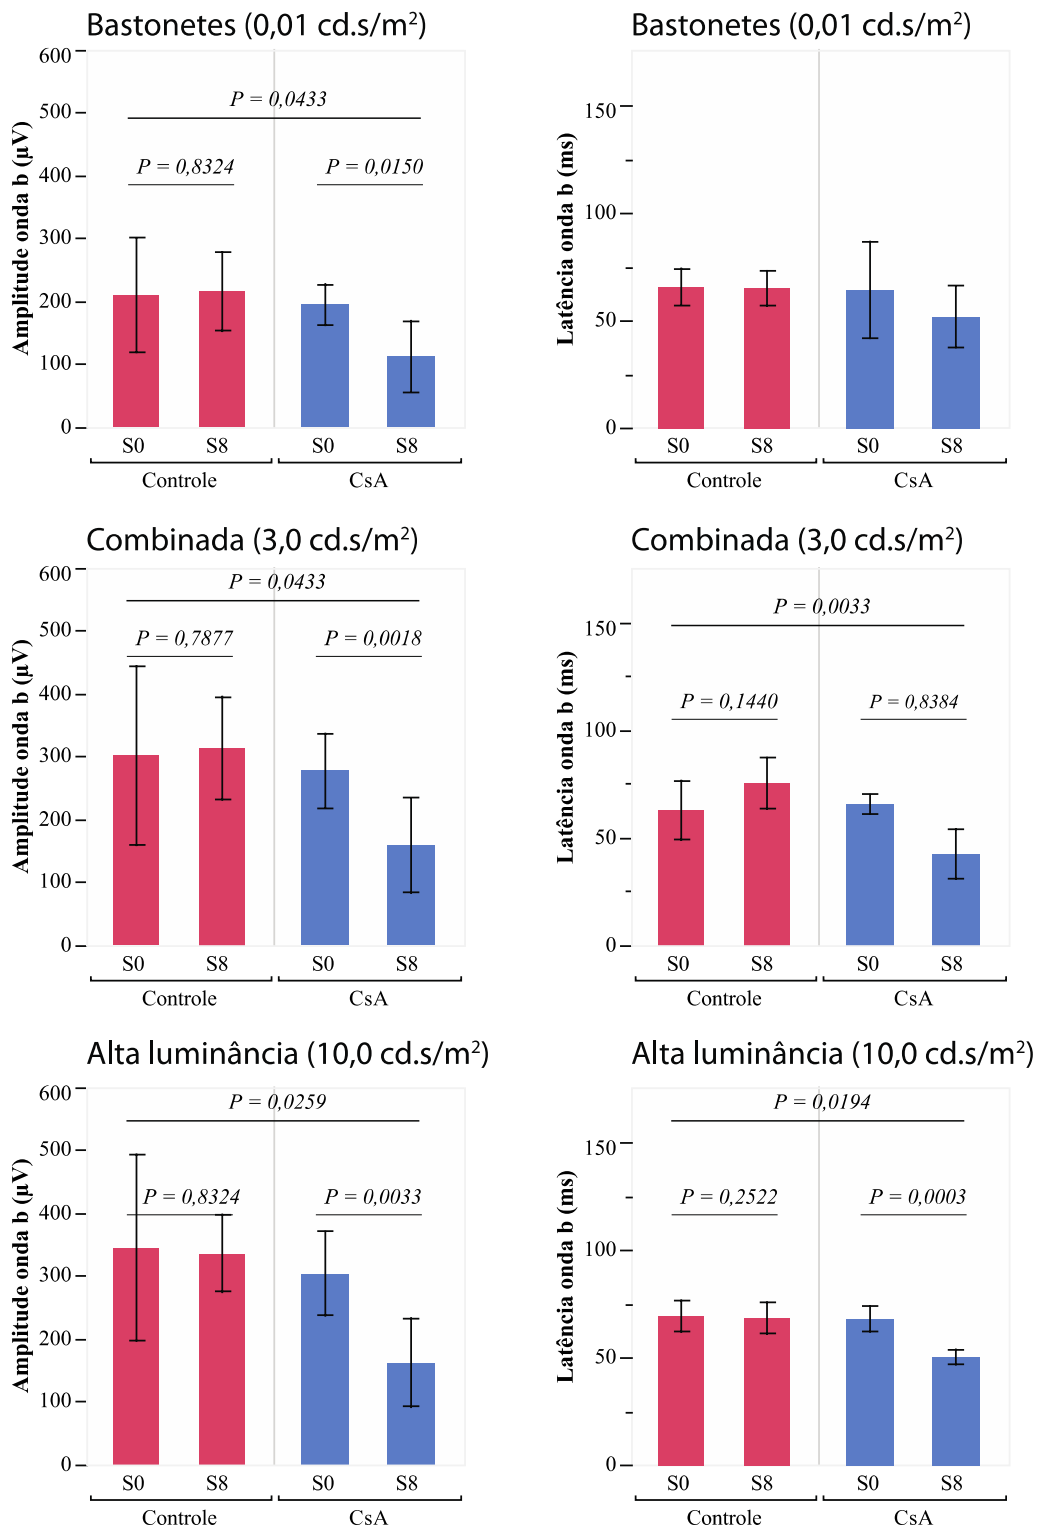 Bastonetes (0,01 cd.s/m²)
Amplitude onda b (µV)
600
500
400
300
200
100
0
P = 0,0433
P = 0,8324
P = 0,0150
S0 S8 S0 S8
Controle CsA
Bastonetes (0,01 cd.s/m²)
Latência onda b (ms)
150
100
50
0
S0 S8 S0 S8
Controle CsA
Combinada (3,0 cd.s/m²)
Amplitude onda b (µV)
600
500
400
300
200
100
0
P = 0,0433
P = 0,7877
P = 0,0018
S0 S8 S0 S8
Controle CsA
Combinada (3,0 cd.s/m²)
Latência onda b (ms)
150
100
50
0
P = 0,0033
P = 0,1440
P = 0,8384
S0 S8 S0 S8
Controle CsA
Alta luminância (10,0 cd.s/m²)
Amplitude onda b (µV)
600
500
400
300
200
100
0
P = 0,0259
P = 0,8324
P = 0,0033
S0 S8 S0 S8
Controle CsA
Alta luminância (10,0 cd.s/m²)
Latência onda b (ms)
150
100
50
0
P = 0,0194
P = 0,2522
P = 0,0003
S0 S8 S0 S8
Controle CsA